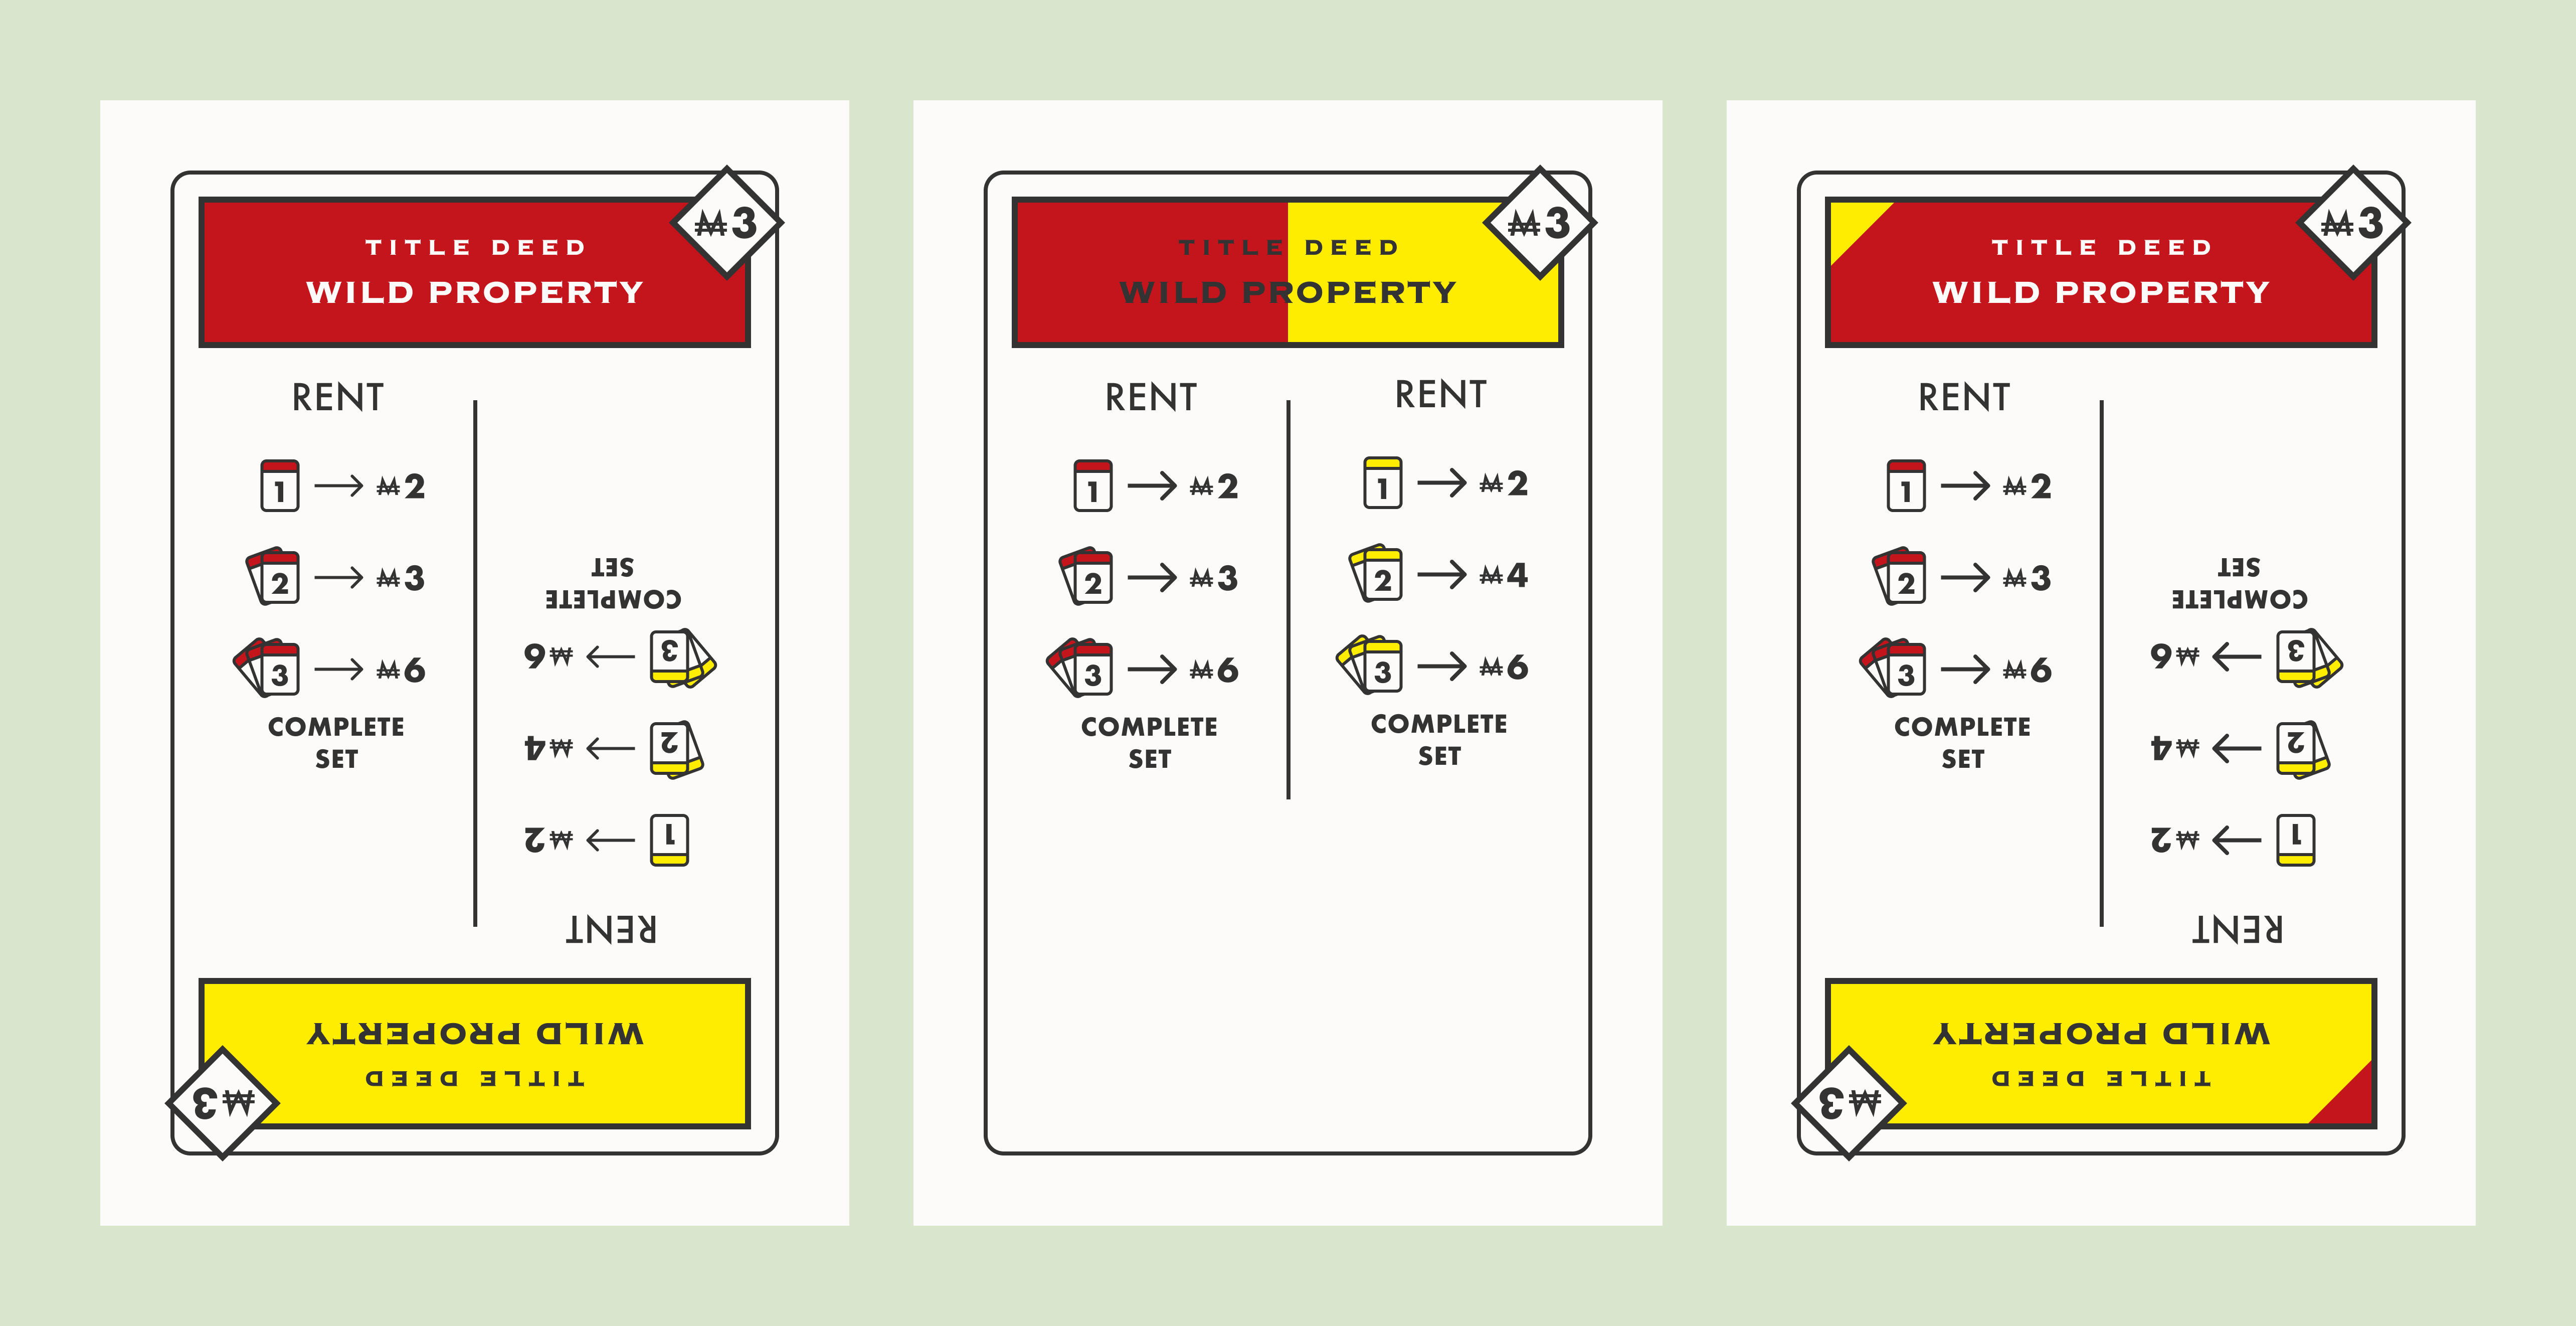 ₩3
TITLE DEED
WILD PROPERTY
RENT
1 → ₩2
2 → ₩3
3 → ₩6
COMPLETE
SET
₩3
TITLE DEED
WILD PROPERTY
RENT
1 → ₩2
2 → ₩4
3 → ₩6
COMPLETE
SET
₩3
TITLE DEED
WILD PROPERTY
RENT
1 → ₩2
2 → ₩3
3 → ₩6
COMPLETE
SET
RENT
1 → ₩2
2 → ₩4
3 → ₩6
COMPLETE
SET
₩3
TITLE DEED
WILD PROPERTY
RENT
1 → ₩2
2 → ₩3
3 → ₩6
COMPLETE
SET
₩3
TITLE DEED
WILD PROPERTY
RENT
1 → ₩2
2 → ₩4
3 → ₩6
COMPLETE
SET